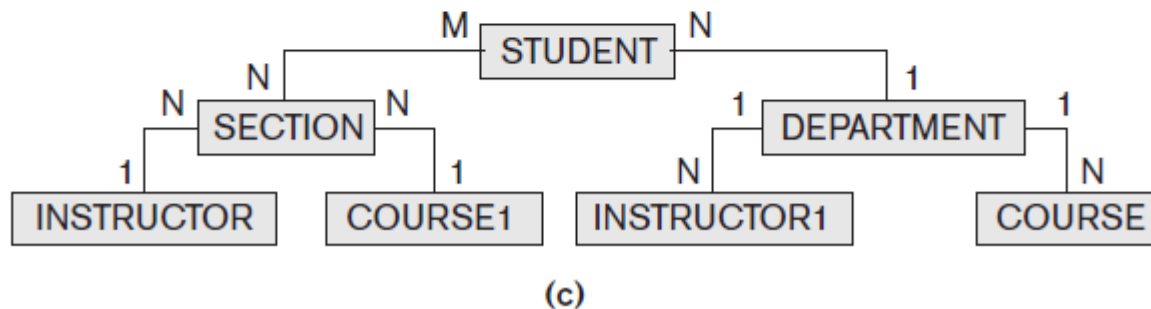 M STUDENT N
N 1
N SECTION N 1 DEPARTMENT 1
1 1 N N
INSTRUCTOR COURSE1 INSTRUCTOR1 COURSE
(c)